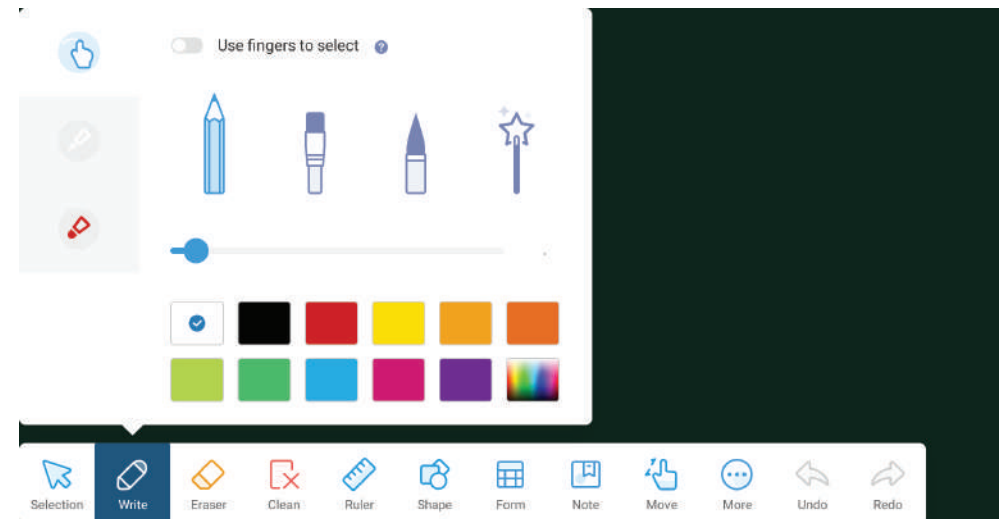 Use fingers to select ?
Selection Write Eraser Clean Ruler Shape Form Note Move More Undo Redo